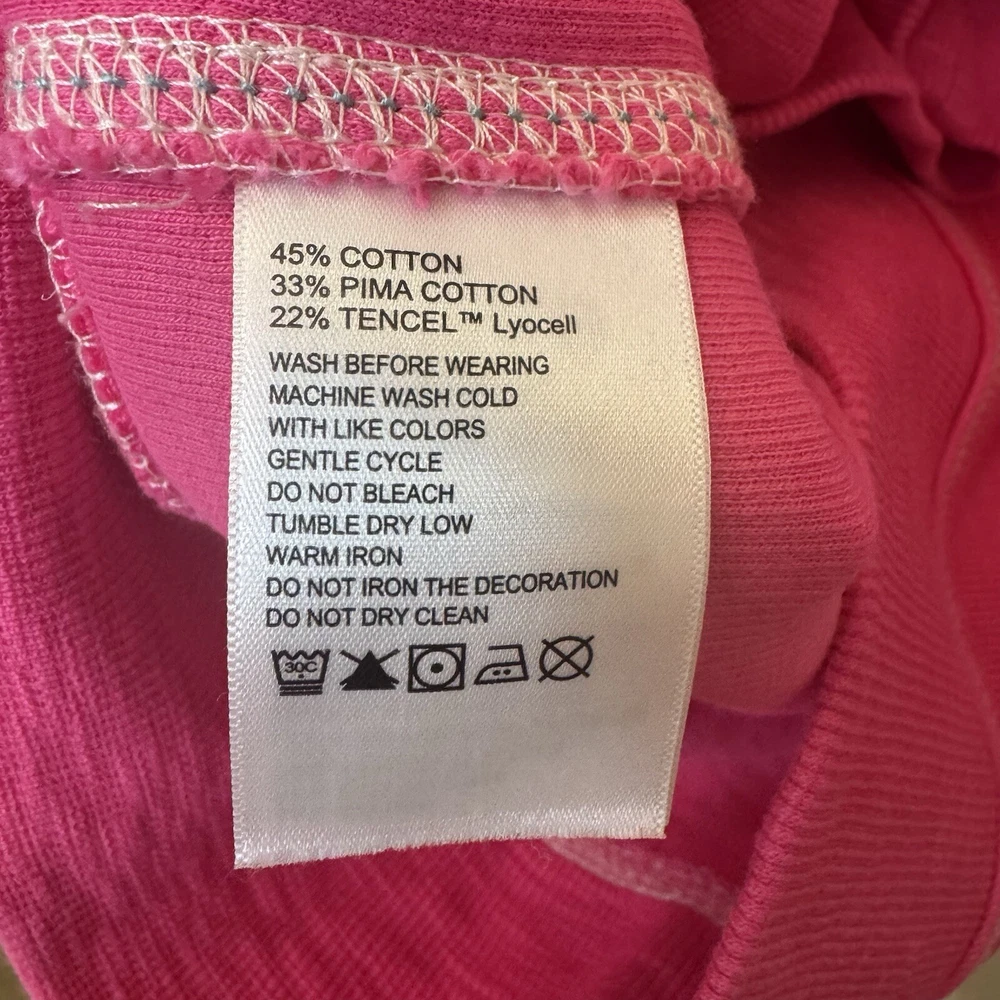 45% COTTON
33% PIMA COTTON
22% TENCEL™ Lyocell
WASH BEFORE WEARING
MACHINE WASH COLD
WITH LIKE COLORS
GENTLE CYCLE
DO NOT BLEACH
TUMBLE DRY LOW
WARM IRON
DO NOT IRON THE DECORATION
DO NOT DRY CLEAN
30C